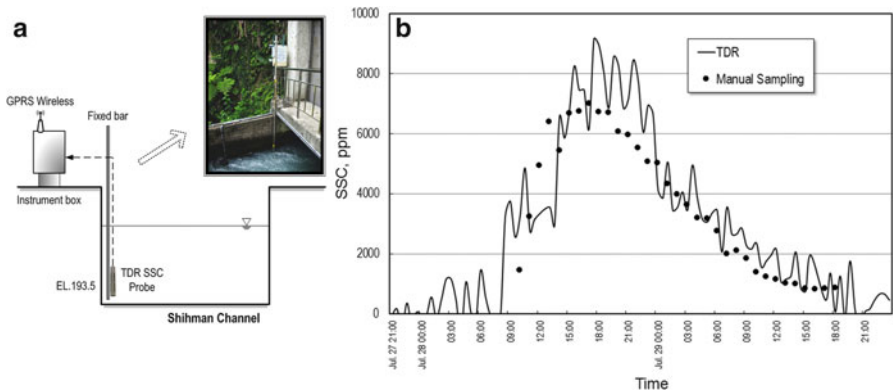 a
GPRS Wireless
Fixed bar
Instrument box
EL.193.5
TDR SSC
Probe
Shihman Channel
b
10000
8000
6000
4000
2000
0
SSC, ppm
TDR
Manual Sampling
Jul. 27 21:00
Jul. 28 00:00
03:00
06:00
09:00
12:00
15:00
18:00
21:00
Jul. 29 00:00
03:00
06:00
09:00
12:00
15:00
18:00
21:00
Time